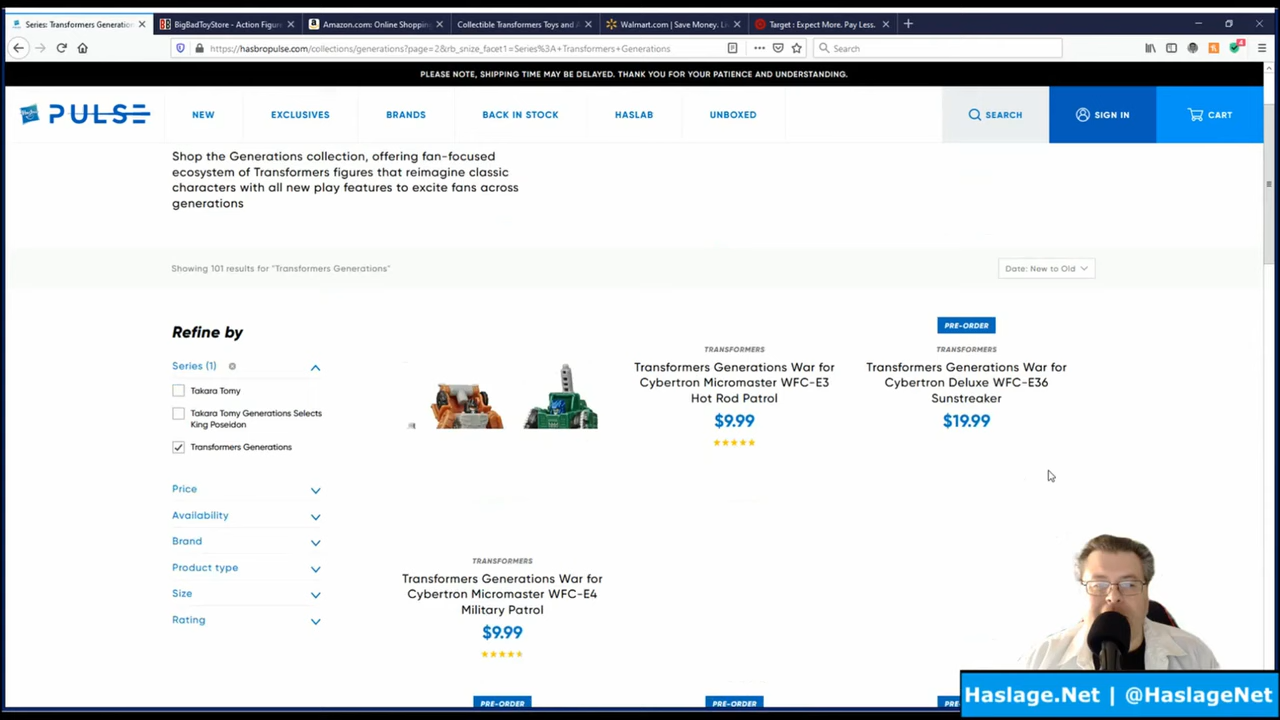 Series: Transformers Generation
BigBadToyStore - Action Figur
Amazon.com: Online Shopping
Collectible Transformers Toys and A
Walmart.com | Save Money. Li
Target : Expect More. Pay Less.
https://hasbropulse.com/collections/generations?page=2&rb_snize_facet1=Series%3A+Transformers+Generations
Search
PLEASE NOTE, SHIPPING TIME MAY BE DELAYED. THANK YOU FOR YOUR PATIENCE AND UNDERSTANDING.
PULSE
NEW
EXCLUSIVES
BRANDS
BACK IN STOCK
HASLAB
UNBOXED
SEARCH
SIGN IN
CART
Shop the Generations collection, offering fan-focused
ecosystem of Transformers figures that reimagine classic
characters with all new play features to excite fans across
generations
Showing 101 results for "Transformers Generations"
Date: New to Old
Refine by
Series (1)
Takara Tomy
Takara Tomy Generations Selects
King Poseidon
Transformers Generations
Price
Availability
Brand
Product type
Size
Rating
TRANSFORMERS
Transformers Generations War for
Cybertron Micromaster WFC-E3
Hot Rod Patrol
$9.99
PRE-ORDER
TRANSFORMERS
Transformers Generations War for
Cybertron Deluxe WFC-E36
Sunstreaker
$19.99
TRANSFORMERS
Transformers Generations War for
Cybertron Micromaster WFC-E4
Military Patrol
$9.99
PRE-ORDER
PRE-ORDER
Haslage.Net | @HaslageNet